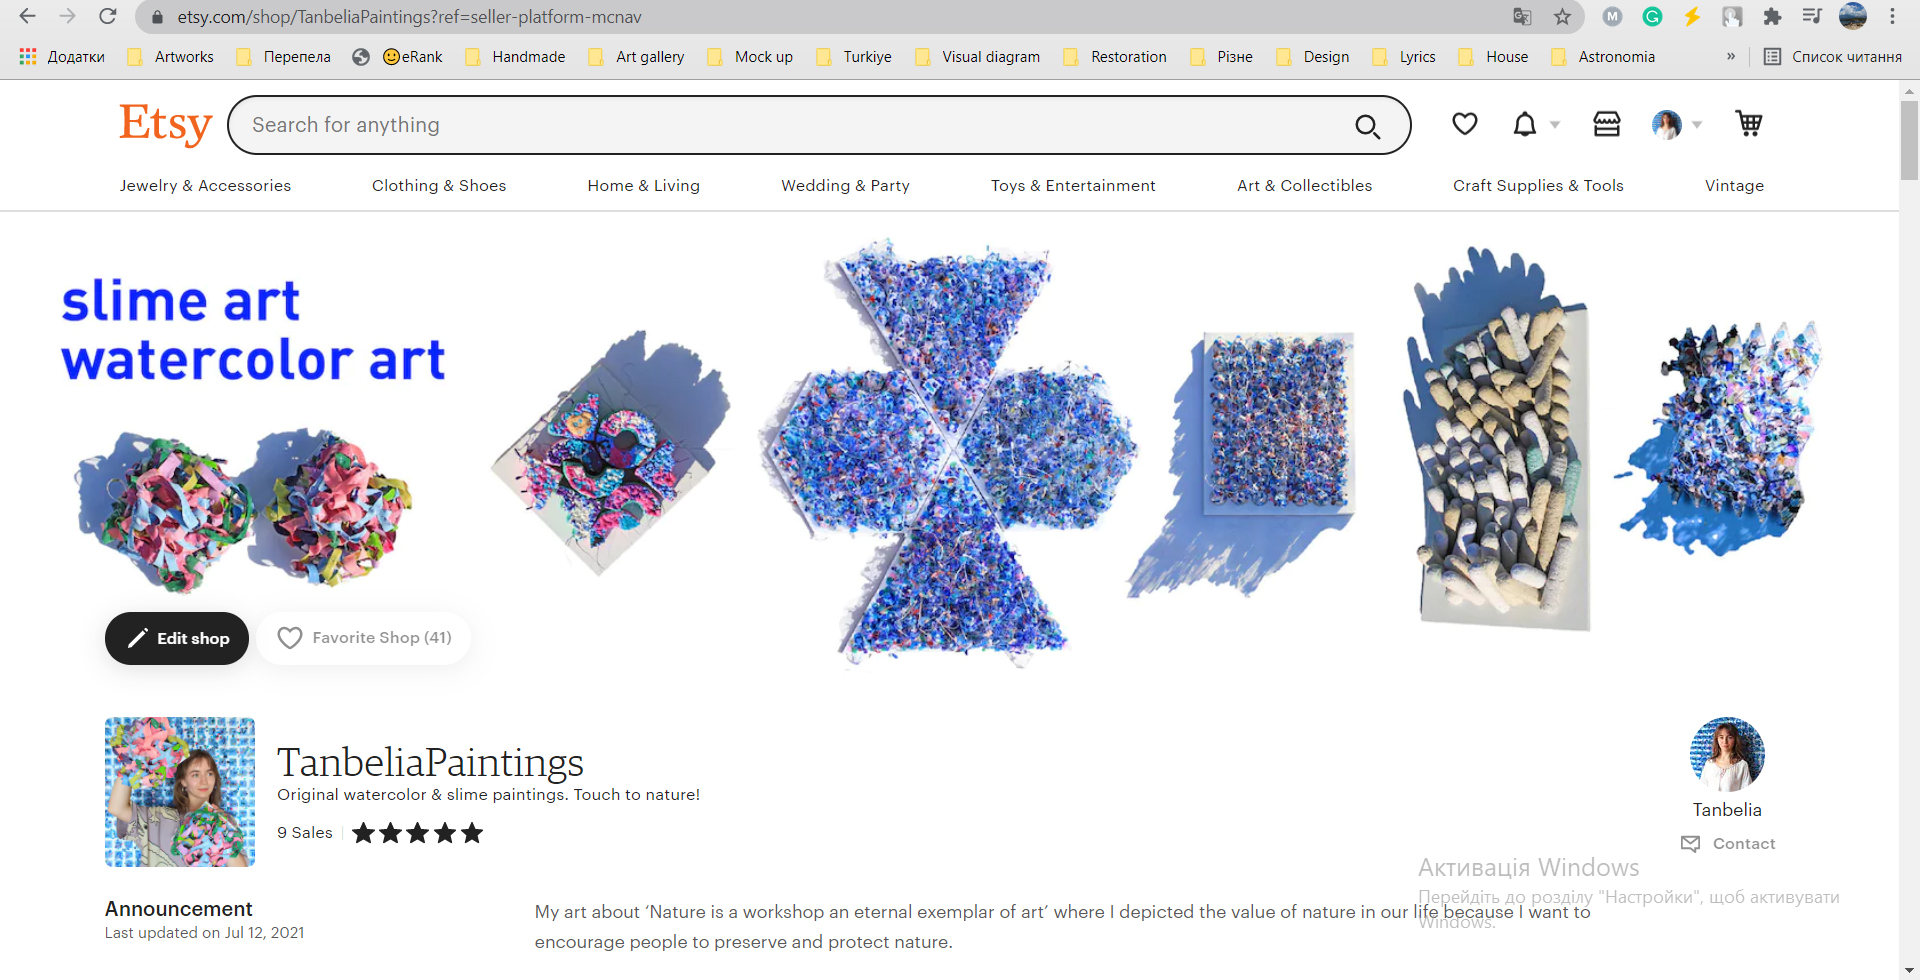 etsy.com/shop/TanbeliaPaintings?ref=seller-platform-mcnav
Додатки Artworks Перепела eRank Handmade Art gallery Mock up Turkiye Visual diagram Restoration Різне Design Lyrics House Astronomia » Список читання
Etsy Search for anything
Jewelry & Accessories Clothing & Shoes Home & Living Wedding & Party Toys & Entertainment Art & Collectibles Craft Supplies & Tools Vintage
slime art
watercolor art
Edit shop Favorite Shop (41)
TanbeliaPaintings
Original watercolor & slime paintings. Touch to nature!
9 Sales
Tanbelia
Contact
Активація Windows
Перейдіть до розділу "Настройки", щоб активувати
Windows.
Announcement
Last updated on Jul 12, 2021
My art about ‘Nature is a workshop an eternal exemplar of art’ where I depicted the value of nature in our life because I want to
encourage people to preserve and protect nature.